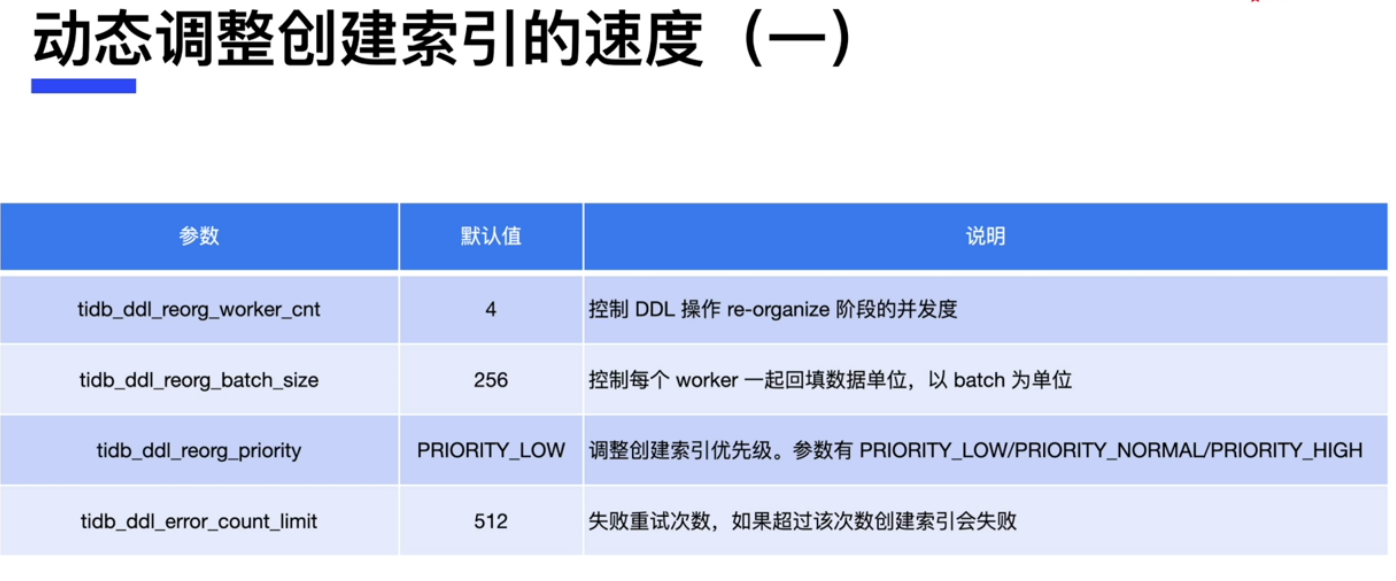 动态调整创建索引的速度（一）
参数 默认值 说明
tidb_ddl_reorg_worker_cnt 4 控制 DDL 操作 re-organize 阶段的并发度
tidb_ddl_reorg_batch_size 256 控制每个 worker 一起回填数据单位，以 batch 为单位
tidb_ddl_reorg_priority PRIORITY_LOW 调整创建索引优先级。参数有 PRIORITY_LOW/PRIORITY_NORMAL/PRIORITY_HIGH
tidb_ddl_error_count_limit 512 失败重试次数，如果超过该次数创建索引会失败